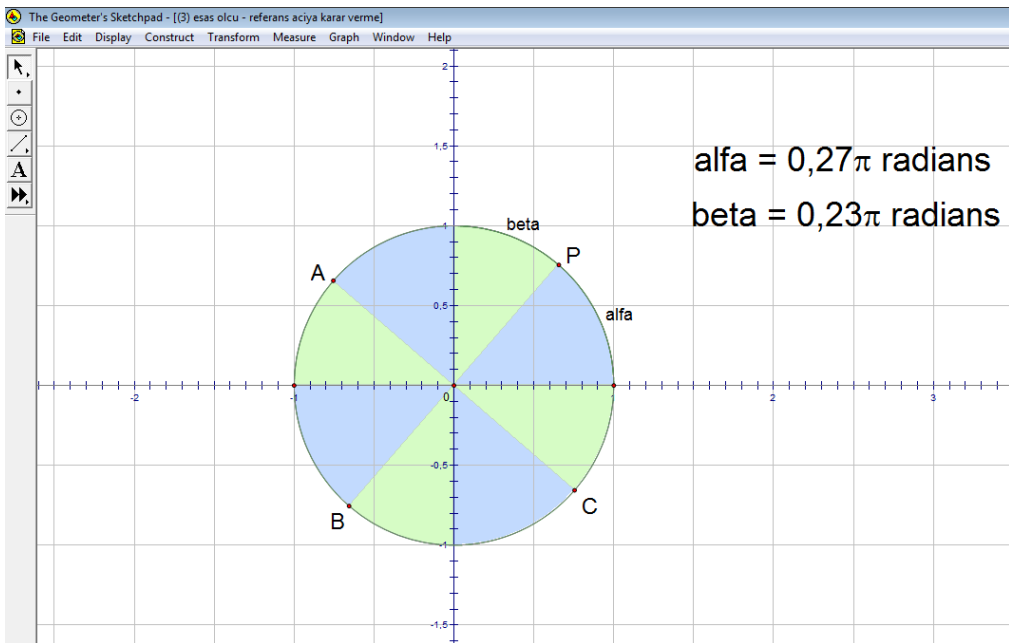 The Geometer's Sketchpad - [(3) esas olcu - referans aciya karar verme]
File Edit Display Construct Transform Measure Graph Window Help
2
1,5
alfa = 0,27π radians
beta = 0,23π radians
1
beta
P
A
0,5
alfa
A
0
-2
-1
1
2
3
-0,5
B
C
-1
-1,5